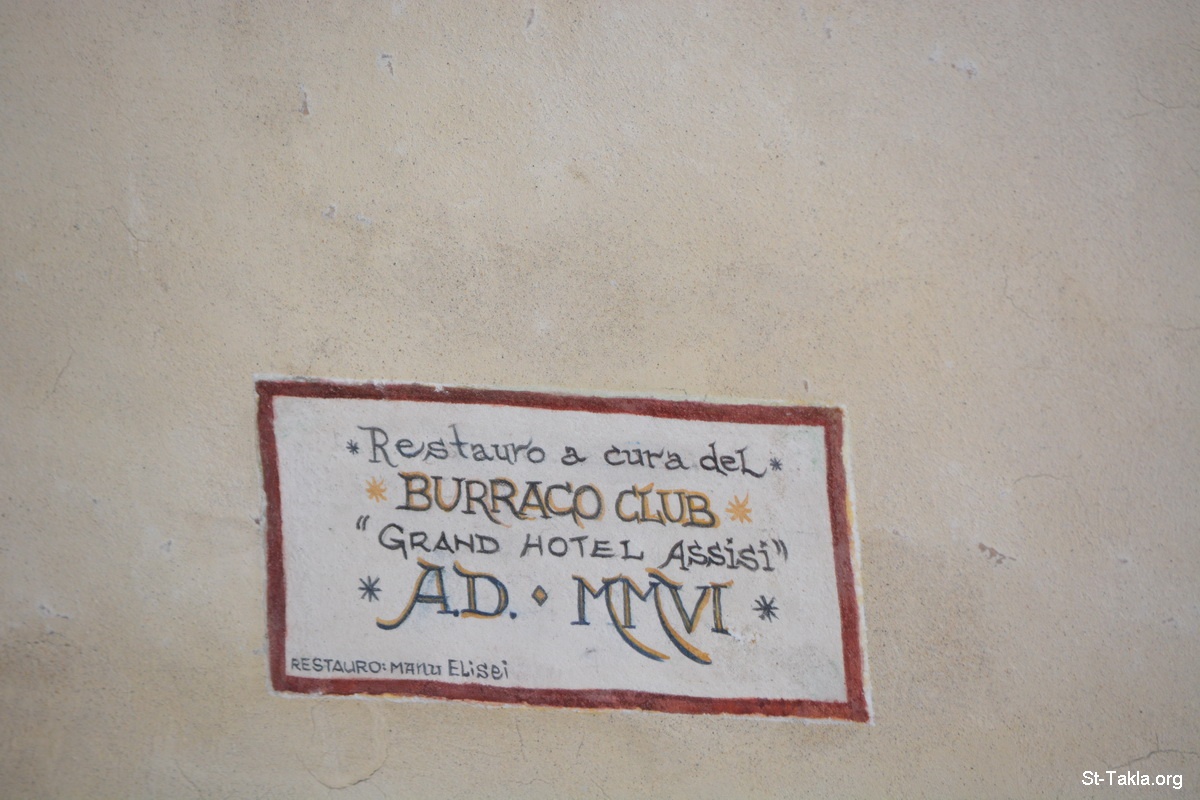 * Restauro a cura del *
* BURRACO CLUB *
"GRAND HOTEL ASSISI"
* A.D. ⬥ MMVI *
RESTAURO: MANU ELISEI
St-Takla.org